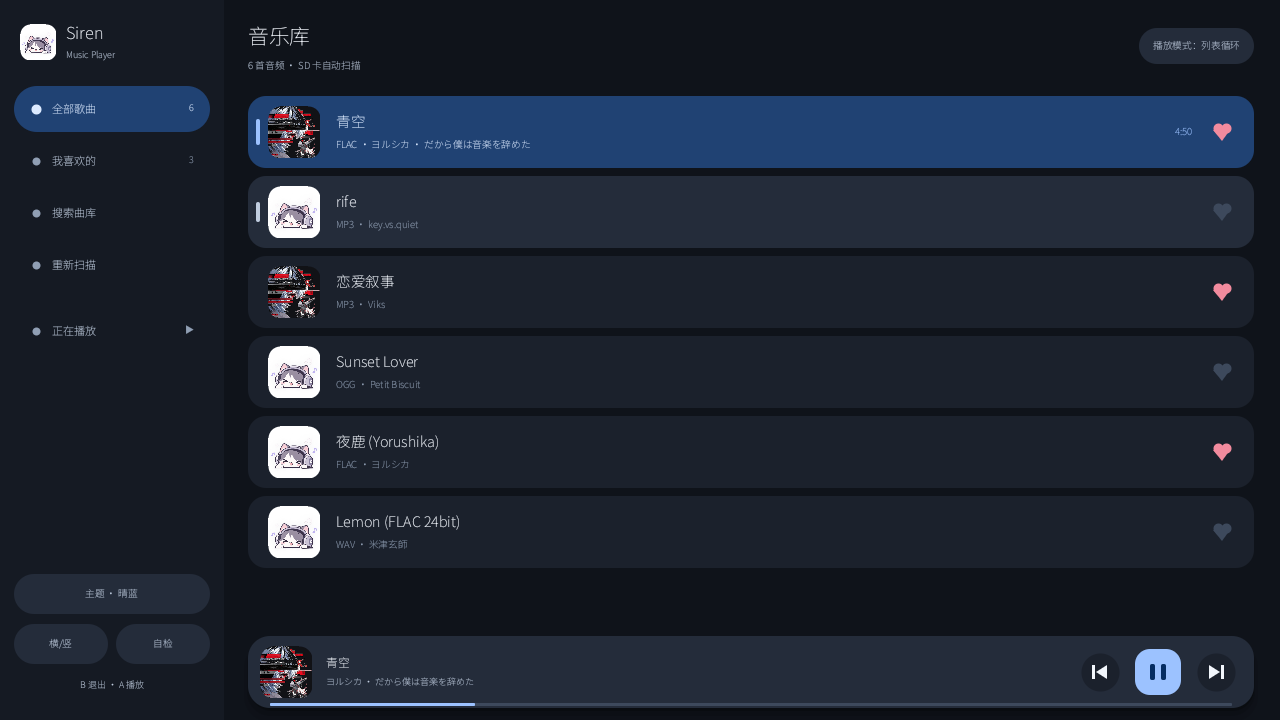 Siren
Music Player
全部歌曲 6
我喜欢的 3
搜索曲库
重新扫描
正在播放
主题 • 晴蓝
横/竖 自检
B 退出 • A 播放
音乐库
6 首音频 • SD 卡自动扫描
播放模式：列表循环
青空
FLAC • ヨルシカ • だから僕は音楽を辞めた
4:50
rife
MP3 • key.vs.quiet
恋爱叙事
MP3 • Viks
Sunset Lover
OGG • Petit Biscuit
夜鹿 (Yorushika)
FLAC • ヨルシカ
Lemon (FLAC 24bit)
WAV • 米津玄師
青空
ヨルシカ • だから僕は音楽を辞めた